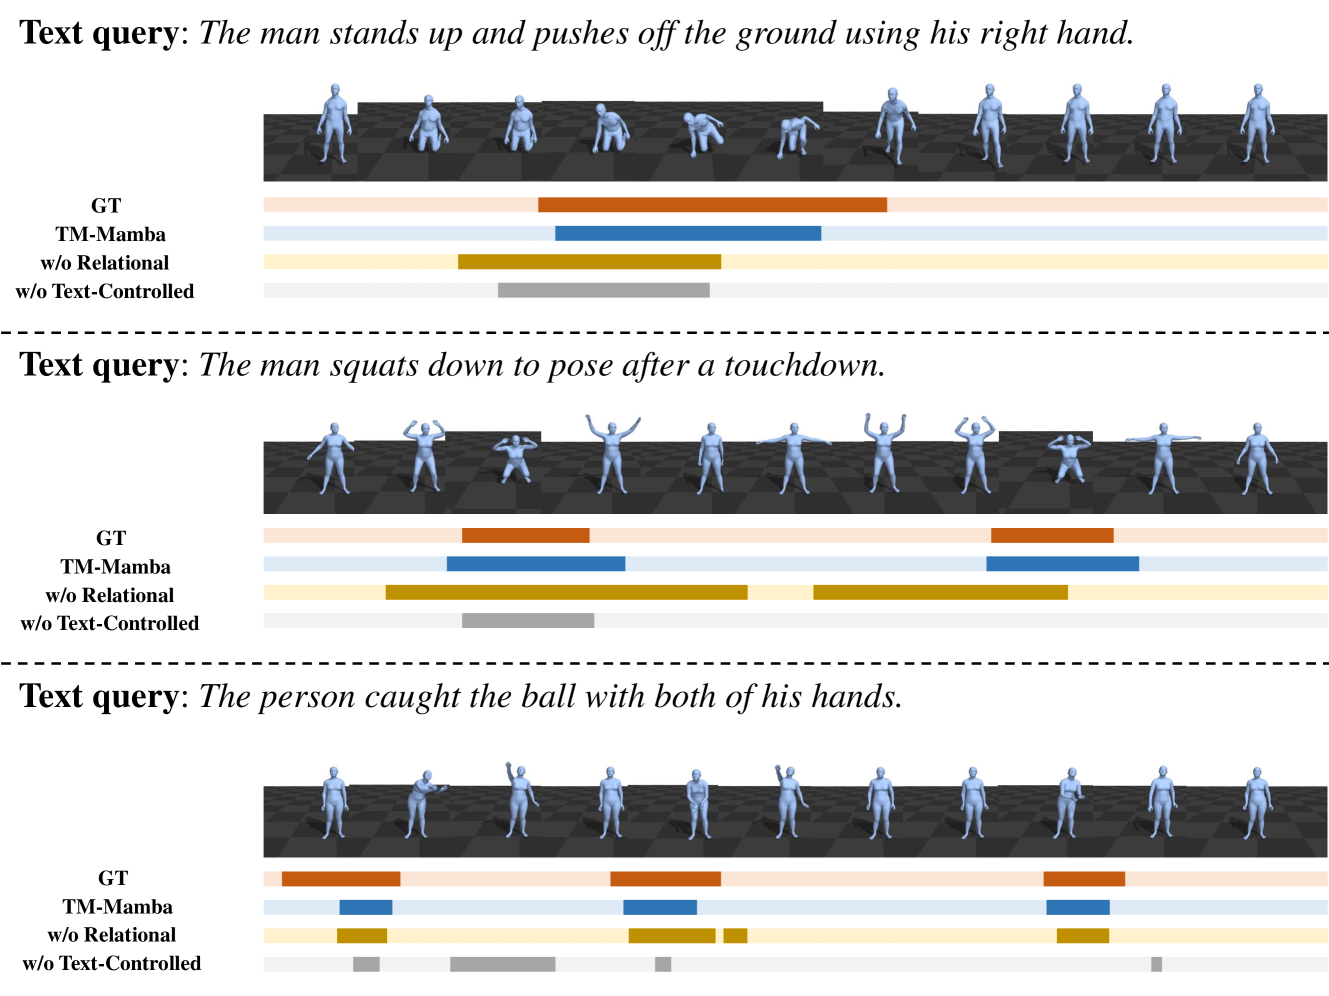 Text query: The man stands up and pushes off the ground using his right hand.
GT
TM-Mamba
w/o Relational
w/o Text-Controlled
Text query: The man squats down to pose after a touchdown.
GT
TM-Mamba
w/o Relational
w/o Text-Controlled
Text query: The person caught the ball with both of his hands.
GT
TM-Mamba
w/o Relational
w/o Text-Controlled